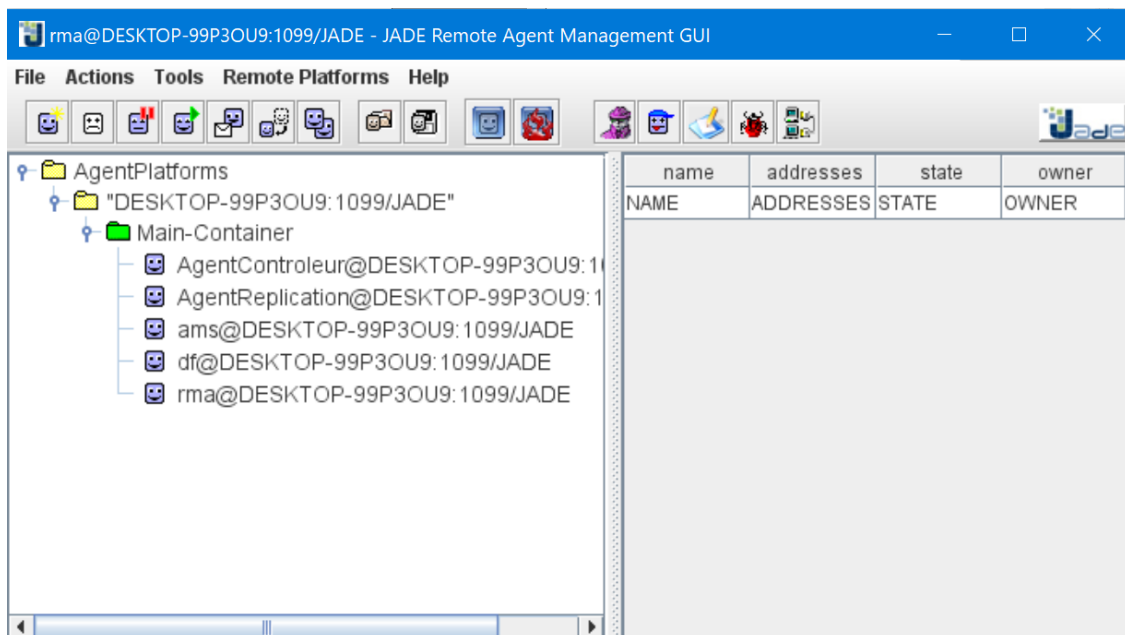 rma@DESKTOP-99P3OU9:1099/JADE - JADE Remote Agent Management GUI
File Actions Tools Remote Platforms Help
Jade
AgentPlatforms
"DESKTOP-99P3OU9:1099/JADE"
Main-Container
AgentControleur@DESKTOP-99P3OU9:1
AgentReplication@DESKTOP-99P3OU9:1
ams@DESKTOP-99P3OU9:1099/JADE
df@DESKTOP-99P3OU9:1099/JADE
rma@DESKTOP-99P3OU9:1099/JADE
name addresses state owner
NAME ADDRESSES STATE OWNER